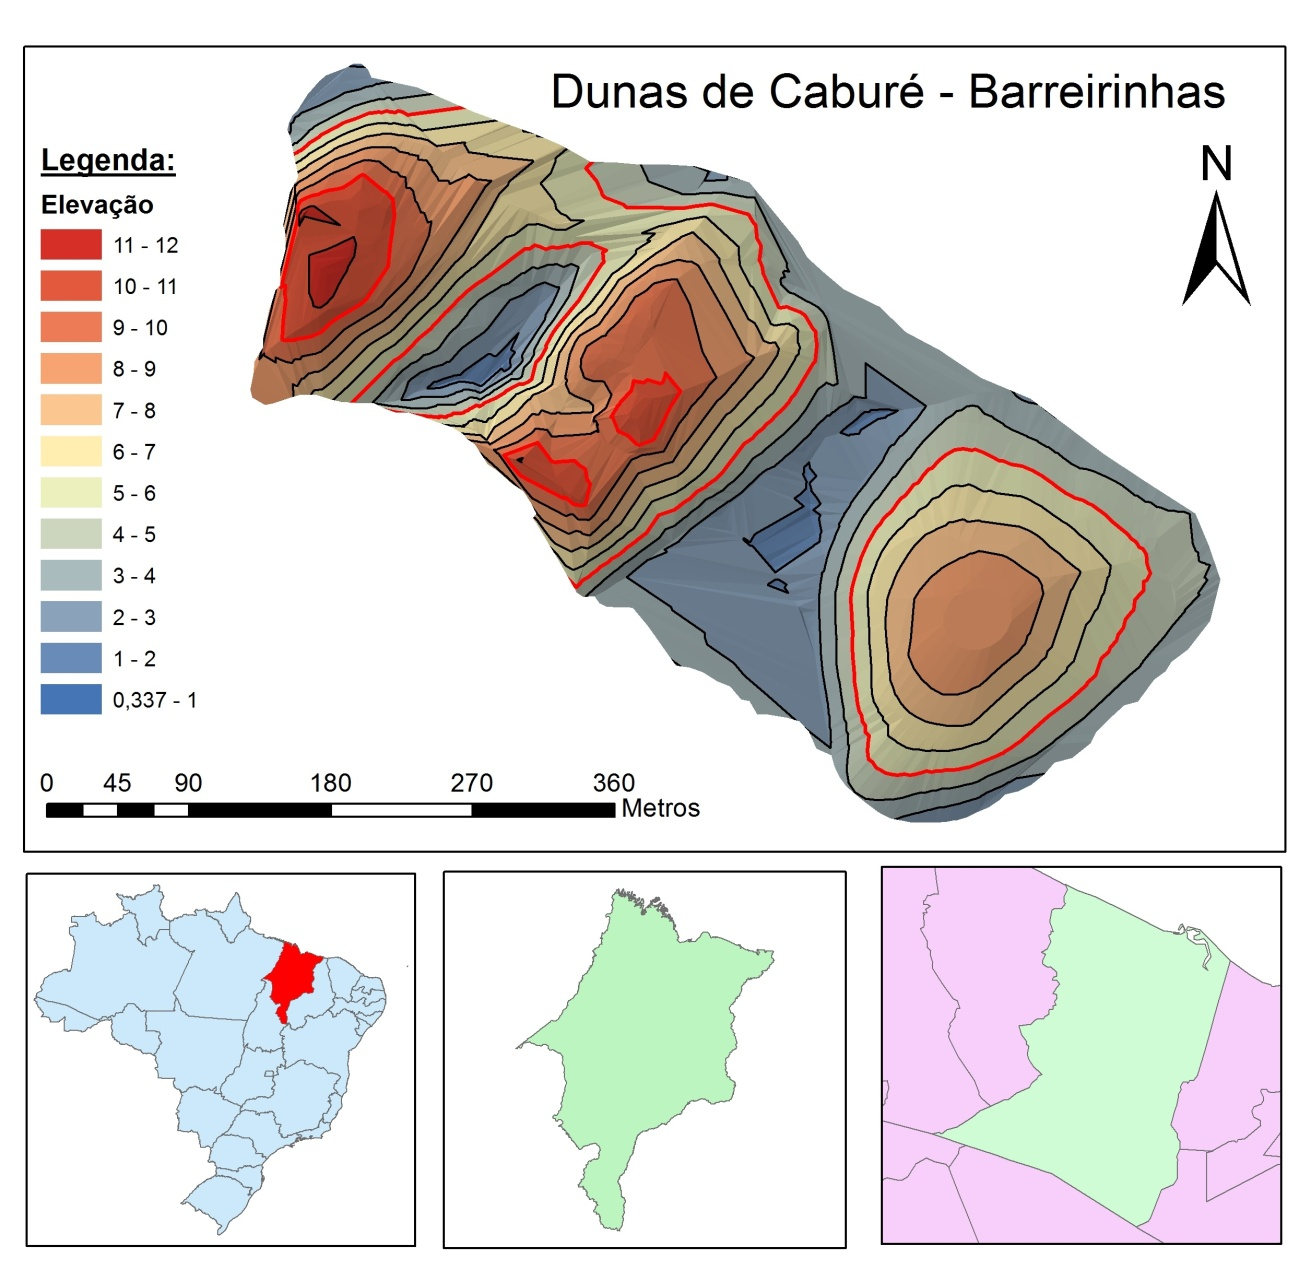 Dunas de Caburé - Barreirinhas
N
Legenda:
Elevação
11 - 12
10 - 11
9 - 10
8 - 9
7 - 8
6 - 7
5 - 6
4 - 5
3 - 4
2 - 3
1 - 2
0,337 - 1
0 45 90 180 270 360
Metros